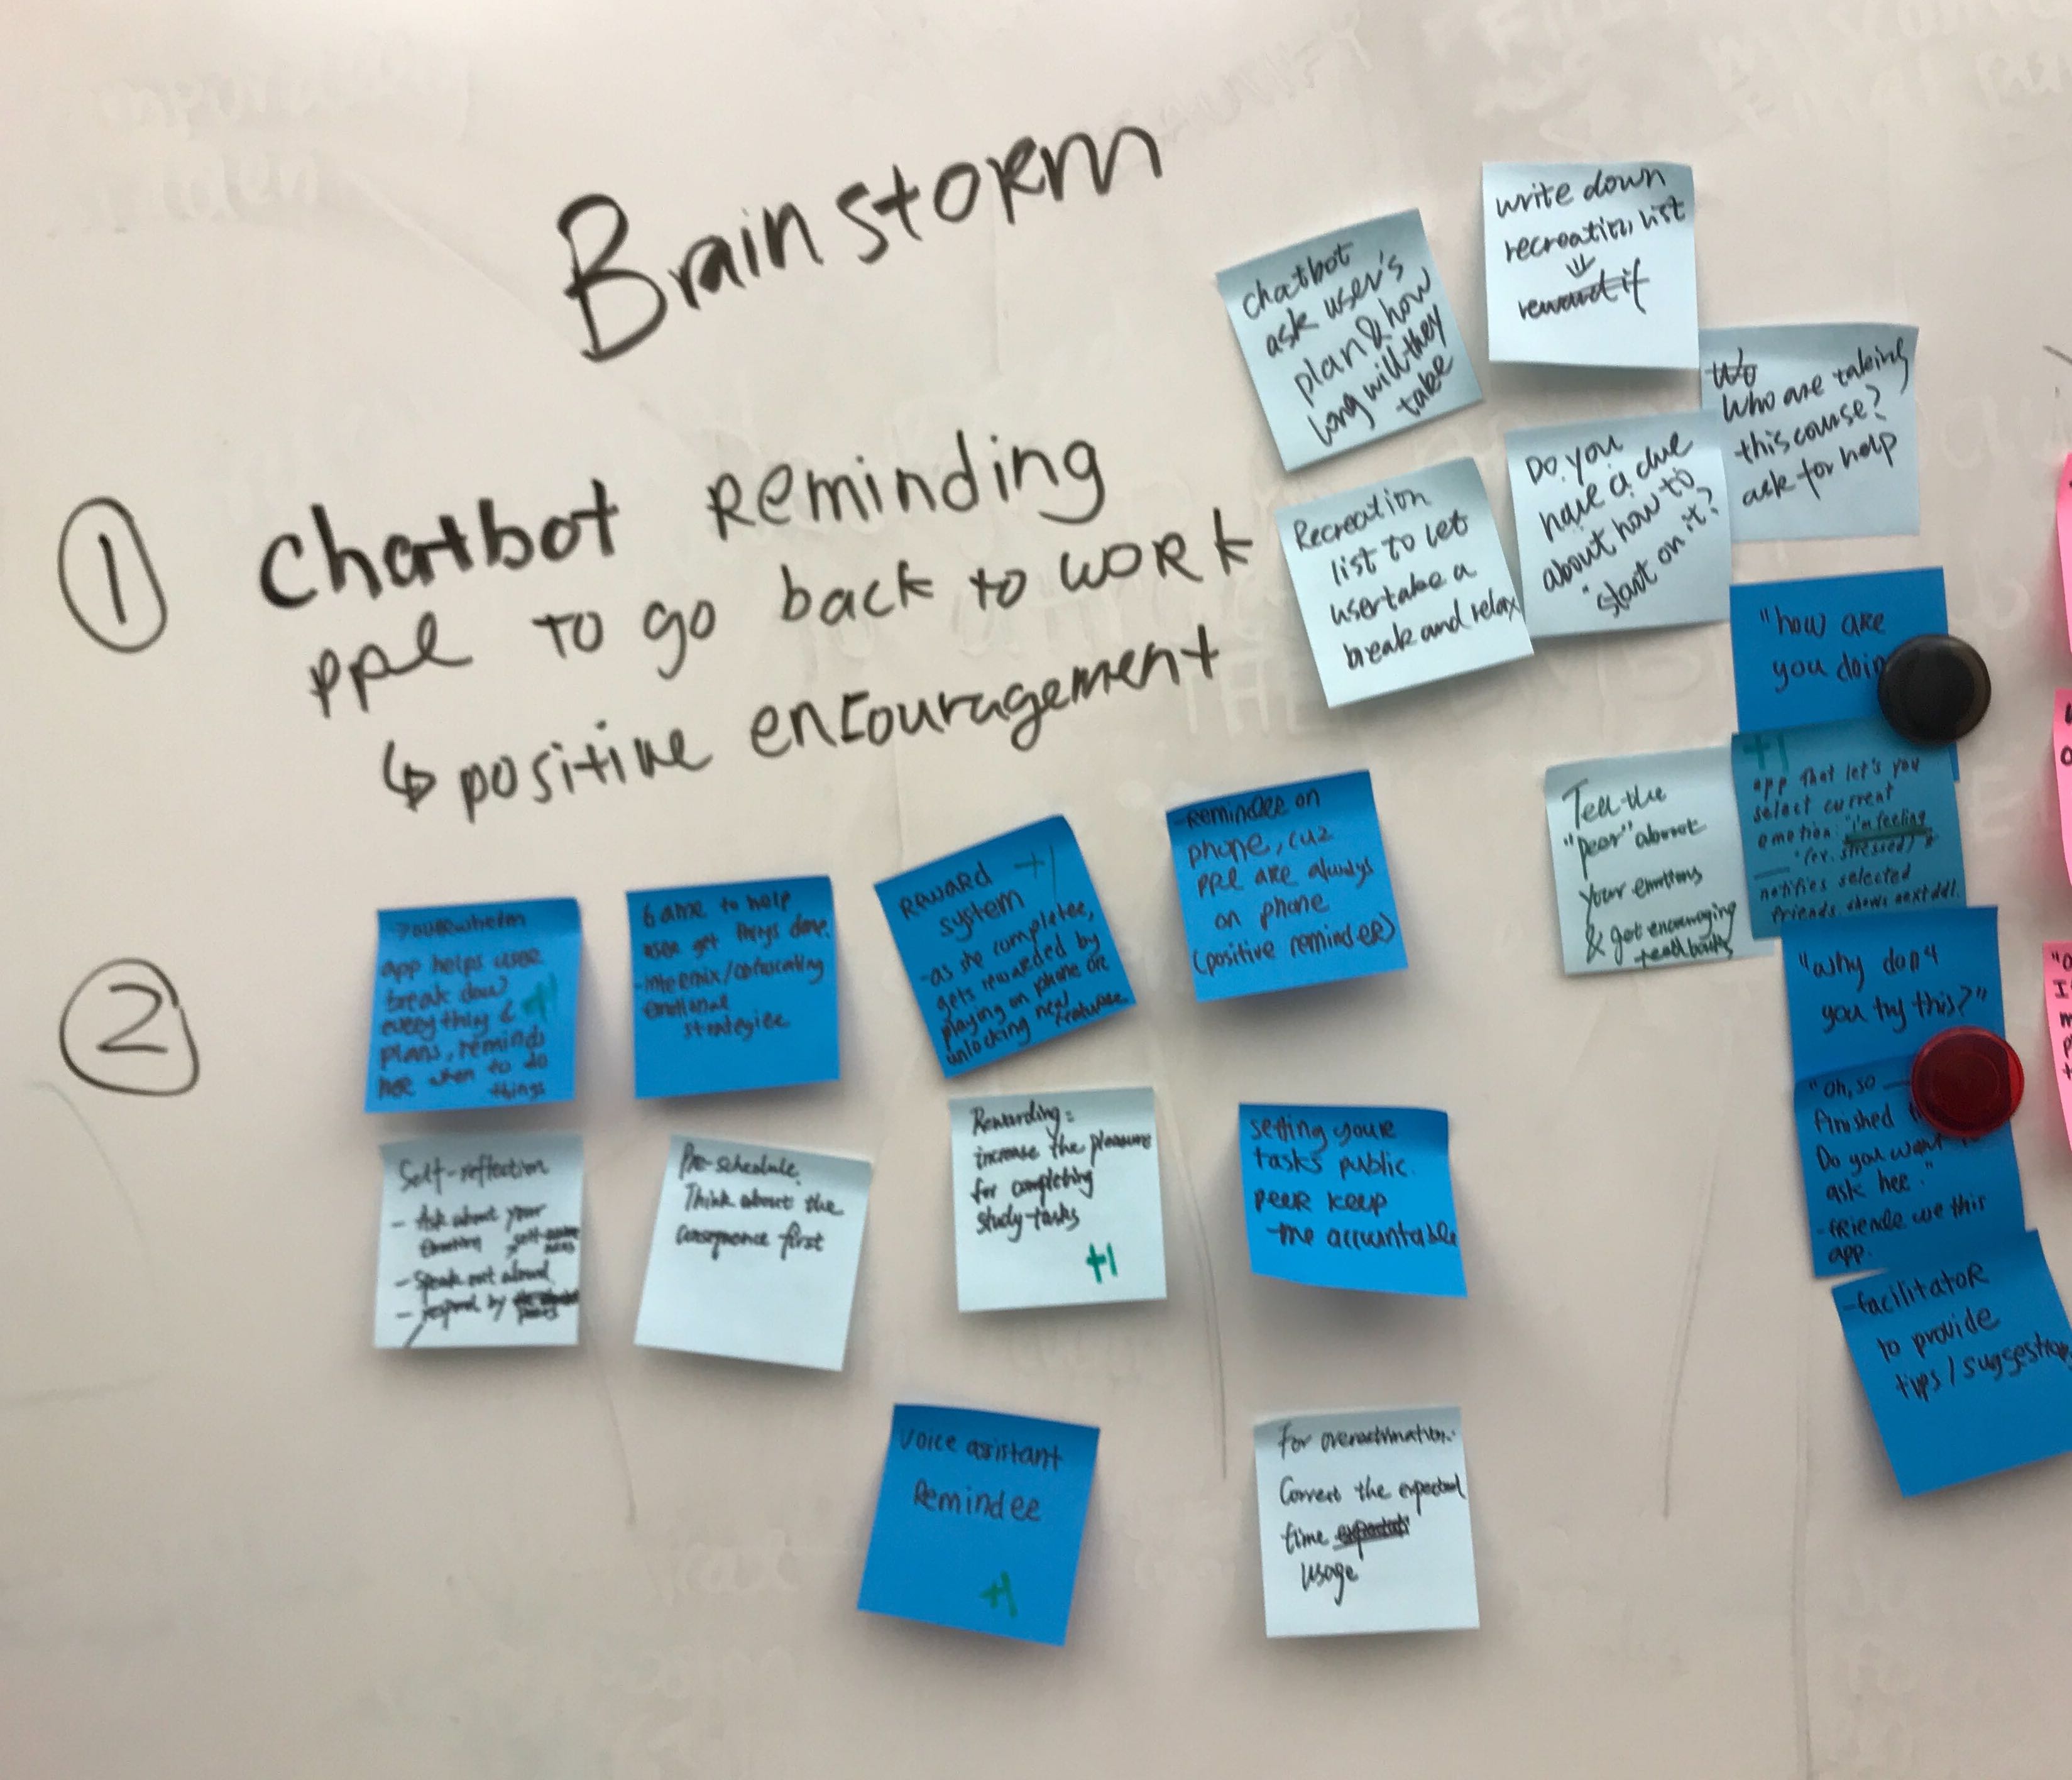 Brainstorm
1
Chatbot reminding
ppl to go back to work
↳ positive encouragement
2
chatbot
ask user's
plan & how
long will they
take
write down
recreation list
⇓
reward it
Wo
Who are taking
this course?
ask for help
Recreation
list to let
user take a
break and relax
Do you
have a clue
about how to
start on it?
"how are
you doin
Tell the
"peer" about
your emotions
& get encouraging
feedbacks
+1
app that let's you
select current
emotion: "i'm feeling
(ex. stressed)
notifies selected
friends. shows next ddl.
"why don't
you try this?"
"oh, so
finished
Do you want
ask her."
-friends use this
app.
-facilitator
to provide
tips / suggestion
overwhelm
app helps user
break down
everything & +1
plans, reminds
her when to do
things
Game to help
user get things done.
-intermix/obfuscating
emotional
strategies
Reward +1
system
-as she completes,
gets rewarded by
playing on phone or
unlocking new
features
-Reminder on
phone, cuz
ppl are always
on phone
(positive reminder)
Self-reflection
- Ask about your
emotion
- Speak out aloud
- respond by
Pre-schedule.
Think about the
consequence first
Rewarding:
increase the pleasure
for completing
study-tasks
+1
setting your
tasks public.
peer keep
-me accountable
voice assistant
Reminder
+1
For overestimation:
Correct the expected
time
usage